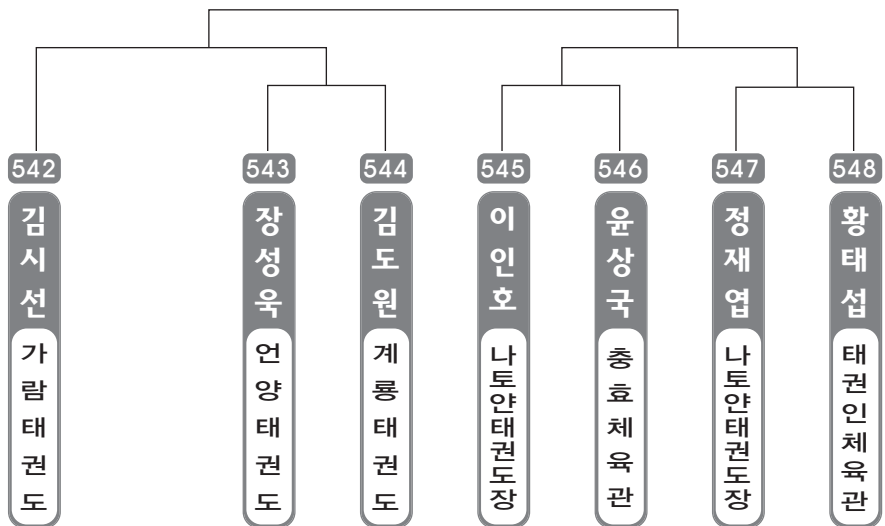 542
김시선
가람태권도
543
장성욱
언양태권도
544
김도원
계룡태권도
545
이인호
나토얀태권도장
546
윤상국
충효체육관
547
정재엽
나토얀태권도장
548
황태섭
태권인체육관